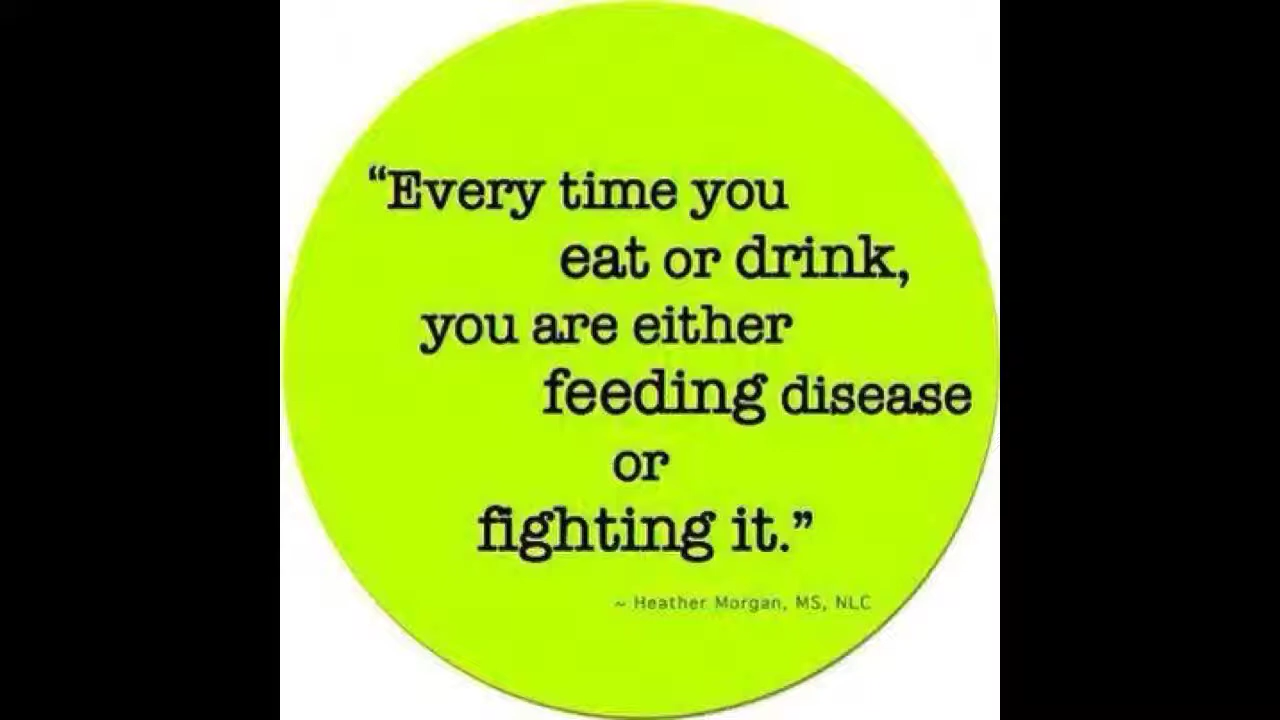 “Every time you
eat or drink,
you are either
feeding disease
or
fighting it.”
~ Heather Morgan, MS, NLC